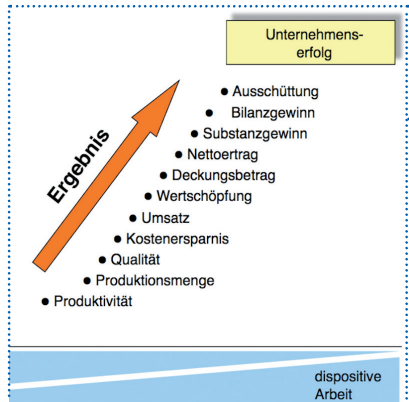 Unternehmens-
erfolg
Ergebnis
● Ausschüttung
● Bilanzgewinn
● Substanzgewinn
● Nettoertrag
● Deckungsbetrag
● Wertschöpfung
● Umsatz
● Kostenersparnis
● Qualität
● Produktionsmenge
● Produktivität
dispositive
Arbeit